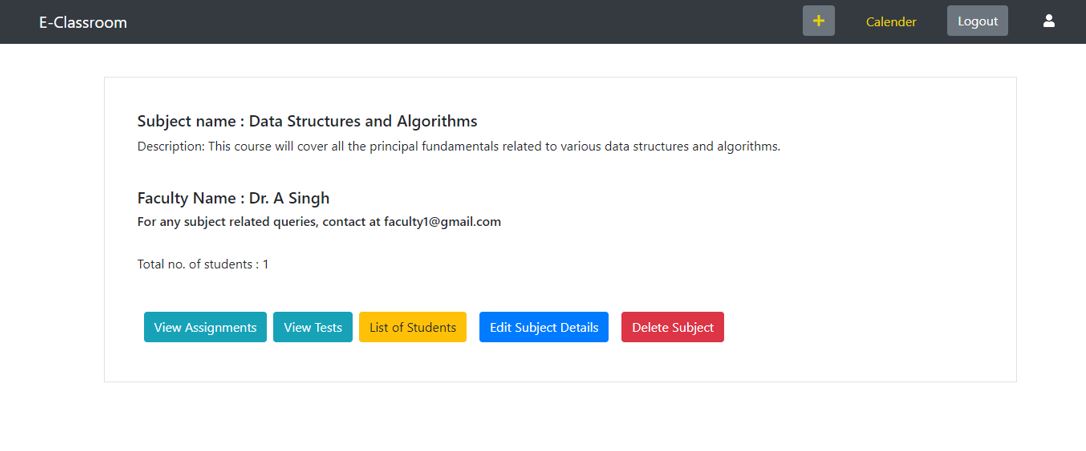 E-Classroom + Calender Logout
Subject name : Data Structures and Algorithms
Description: This course will cover all the principal fundamentals related to various data structures and algorithms.
Faculty Name : Dr. A Singh
For any subject related queries, contact at faculty1@gmail.com
Total no. of students : 1
View Assignments View Tests List of Students Edit Subject Details Delete Subject